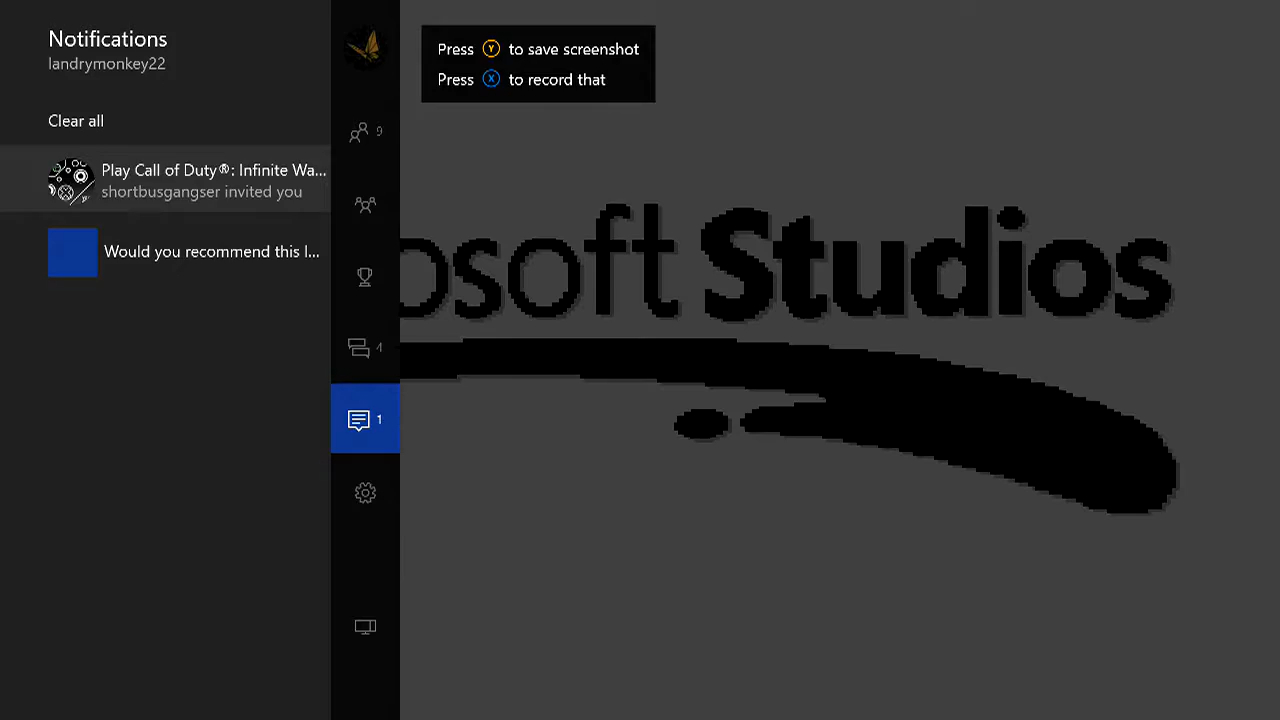 Notifications
landrymonkey22
Clear all
Play Call of Duty®: Infinite Wa...
shortbusgangser invited you
Would you recommend this I...
9
4
1
Press Y to save screenshot
Press X to record that
osoft Studios